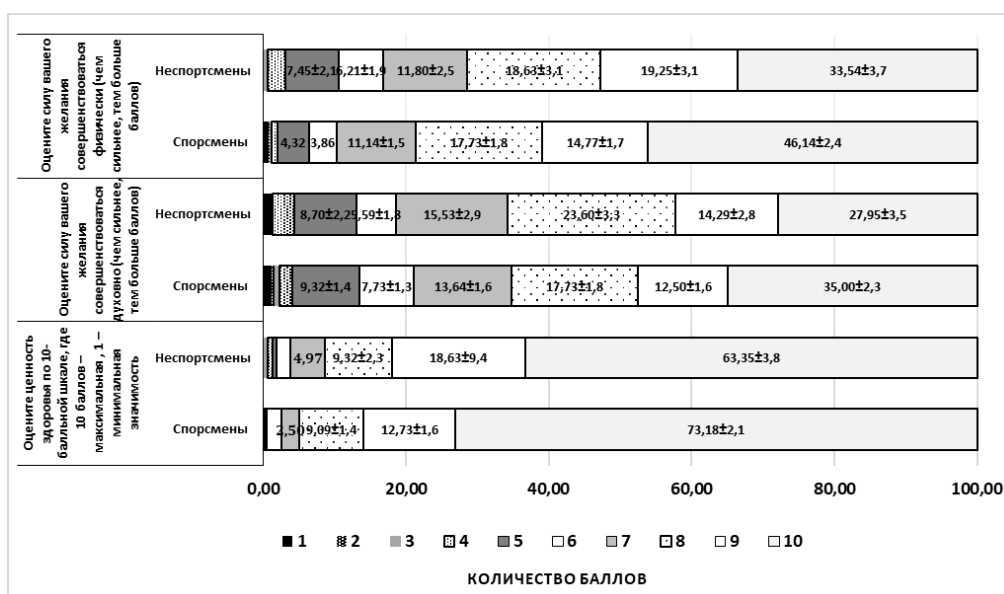 Оцените силу вашего
желания
совершенствоваться
физически (чем
сильнее, тем больше
баллов)
Неспортсмены
7,45±2,1
6,21±1,9
11,80±2,5
18,63±3,1
19,25±3,1
33,54±3,7
Спорсмены
4,32
3,86
11,14±1,5
17,73±1,8
14,77±1,7
46,14±2,4
Оцените силу вашего
желания
совершенствоваться
духовно (чем сильнее,
тем больше баллов)
Неспортсмены
8,70±2,2
5,59±1,8
15,53±2,9
23,60±3,3
14,29±2,8
27,95±3,5
Спорсмены
9,32±1,4
7,73±1,3
13,64±1,6
17,73±1,8
12,50±1,6
35,00±2,3
Оцените ценность
здоровья по 10-
балльной шкале, где
10 баллов –
максимальная, 1 –
минимальная
значимость
Неспортсмены
4,97
9,32±2,3
18,63±9,4
63,35±3,8
Спорсмены
2,50
9,09±1,4
12,73±1,6
73,18±2,1
0,00 20,00 40,00 60,00 80,00 100,00
1 2 3 4 5 6 7 8 9 10
КОЛИЧЕСТВО БАЛЛОВ